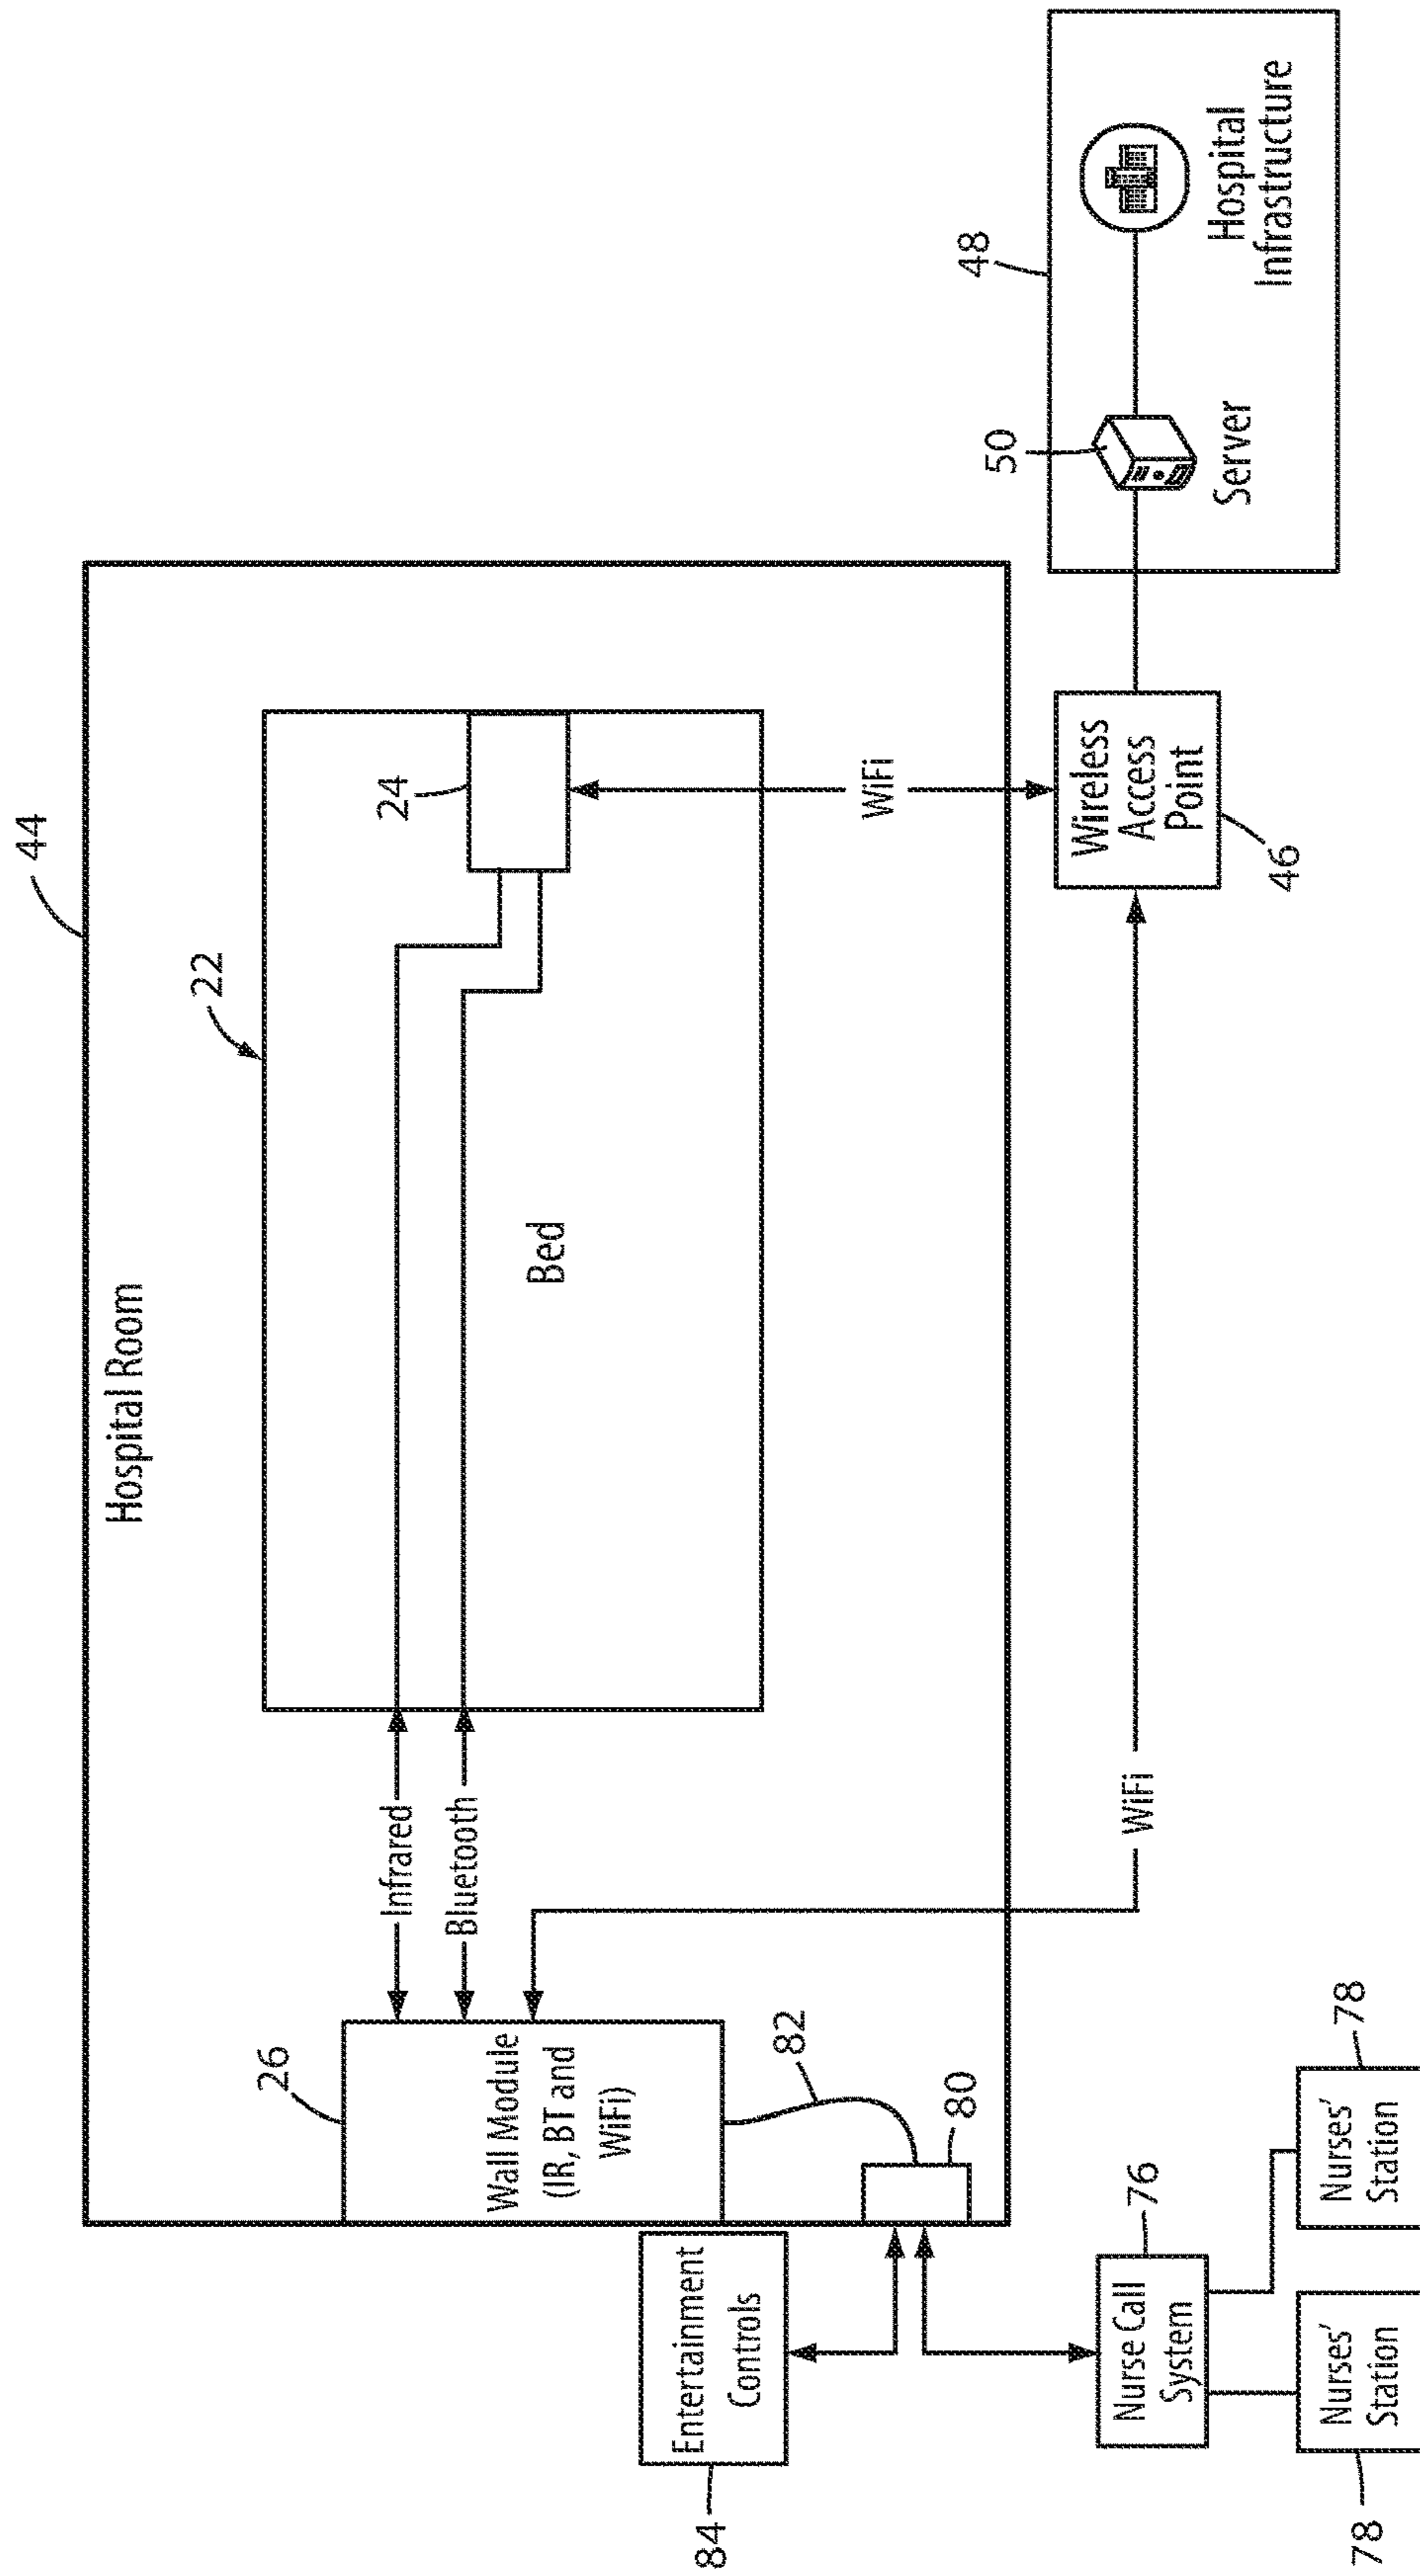 44
Hospital Room
22
24
Bed
26
Infrared
Bluetooth
Wall Module
(IR, BT and
WiFi)
82
80
WiFi
WiFi
Wireless
Access
Point
46
48
50
Server
Hospital
Infrastructure
84
Entertainment
Controls
76
Nurse Call
System
78
Nurses'
Station
78
Nurses'
Station